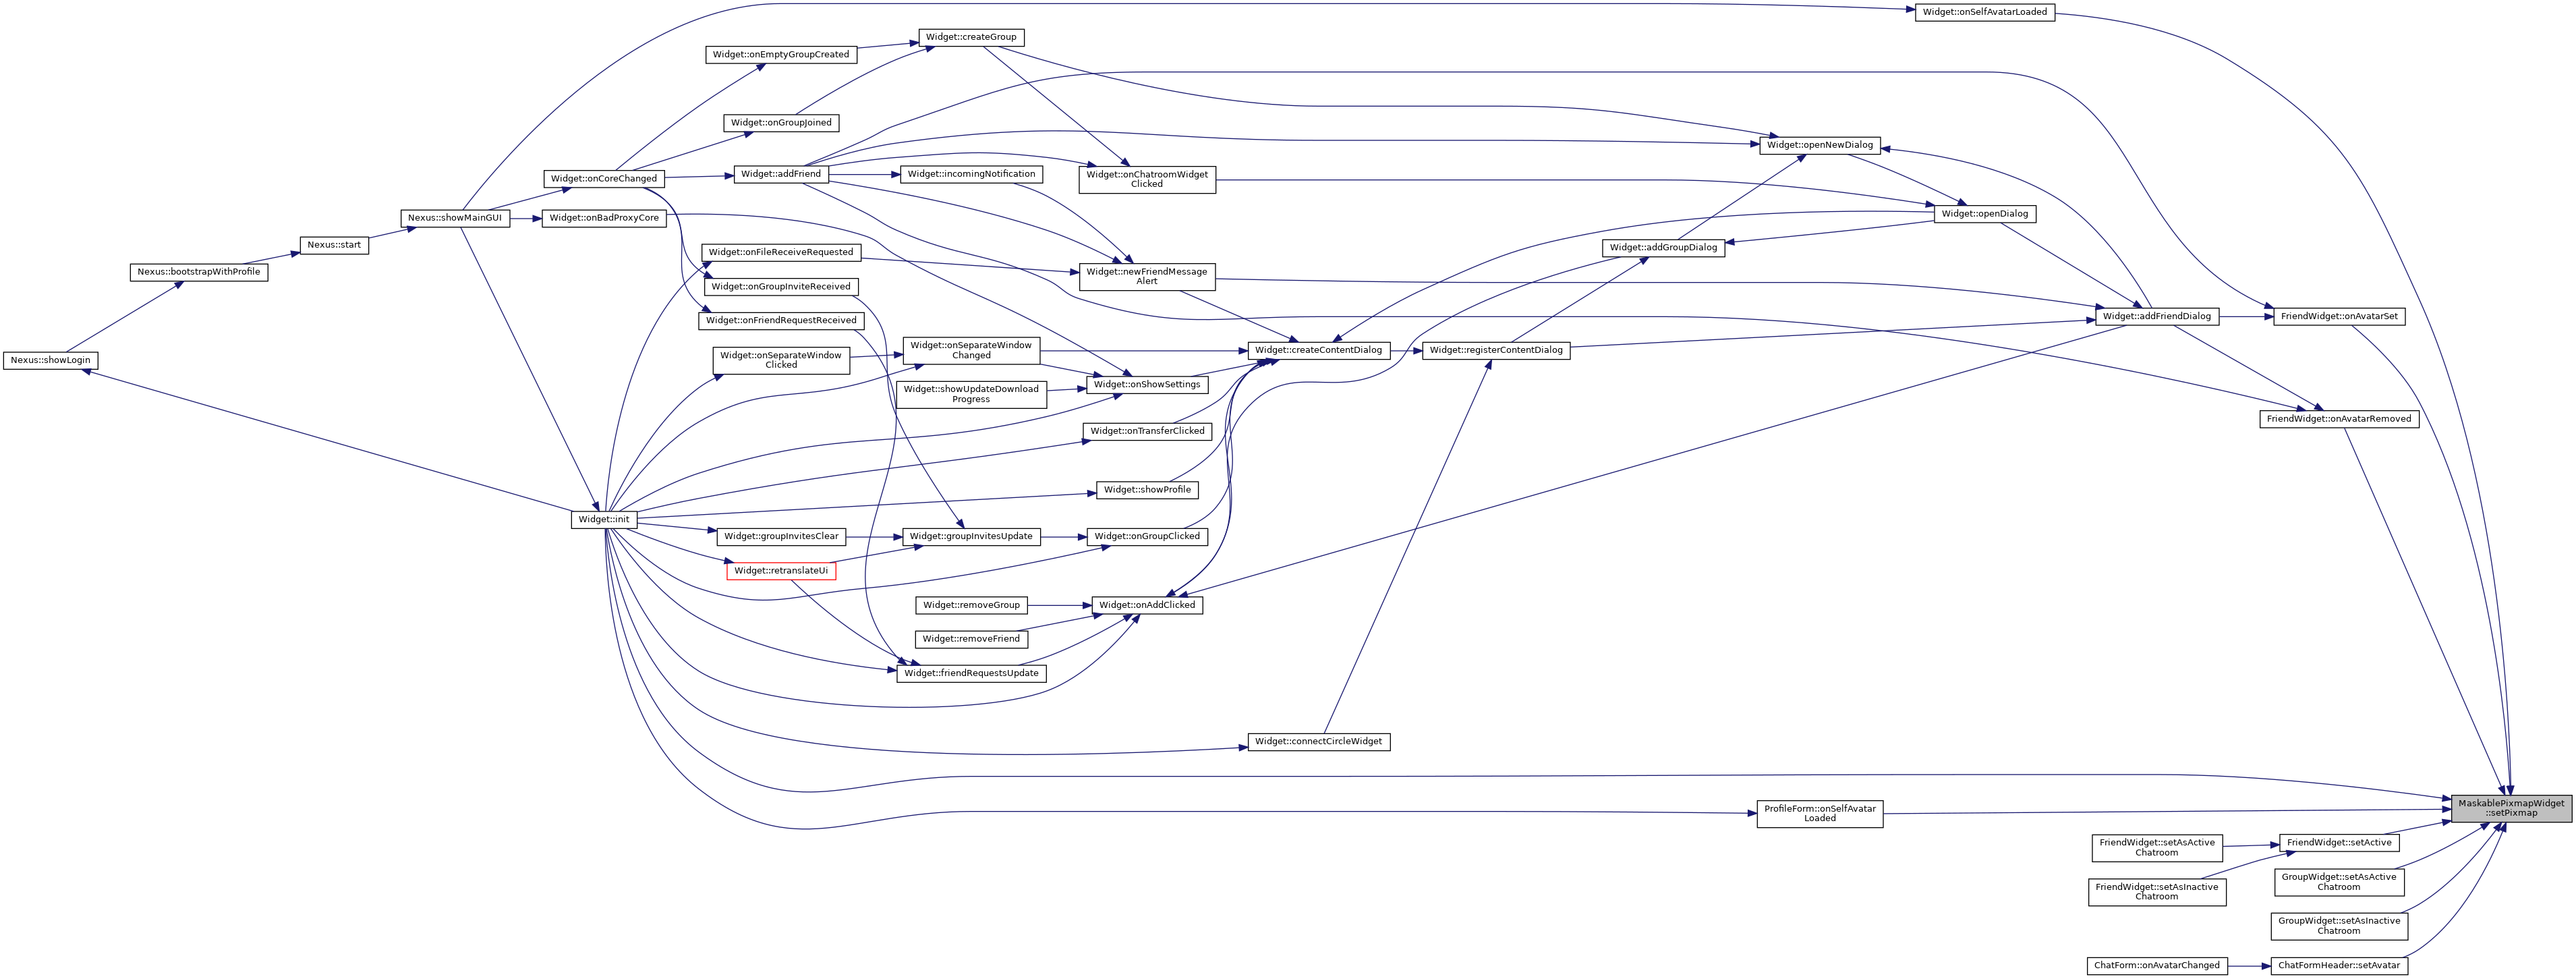 Widget::onSelfAvatarLoaded
Widget::createGroup
Widget::onEmptyGroupCreated
Widget::onGroupJoined
Widget::openNewDialog
Widget::onCoreChanged
Widget::addFriend
Widget::incomingNotification
Widget::onChatroomWidget
Clicked
Nexus::showMainGUI
Widget::onBadProxyCore
Widget::openDialog
Nexus::start
Widget::onFileReceiveRequested
Widget::addGroupDialog
Nexus::bootstrapWithProfile
Widget::onGroupInviteReceived
Widget::newFriendMessage
Alert
Widget::onFriendRequestReceived
Widget::addFriendDialog
FriendWidget::onAvatarSet
Nexus::showLogin
Widget::onSeparateWindow
Clicked
Widget::onSeparateWindow
Changed
Widget::createContentDialog
Widget::registerContentDialog
Widget::showUpdateDownload
Progress
Widget::onShowSettings
Widget::onTransferClicked
FriendWidget::onAvatarRemoved
Widget::showProfile
Widget::init
Widget::groupInvitesClear
Widget::groupInvitesUpdate
Widget::onGroupClicked
Widget::retranslateUi
Widget::removeGroup
Widget::onAddClicked
Widget::removeFriend
Widget::friendRequestsUpdate
Widget::connectCircleWidget
ProfileForm::onSelfAvatar
Loaded
MaskablePixmapWidget
::setPixmap
FriendWidget::setAsActive
Chatroom
FriendWidget::setActive
FriendWidget::setAsInactive
Chatroom
GroupWidget::setAsActive
Chatroom
GroupWidget::setAsInactive
Chatroom
ChatForm::onAvatarChanged
ChatFormHeader::setAvatar